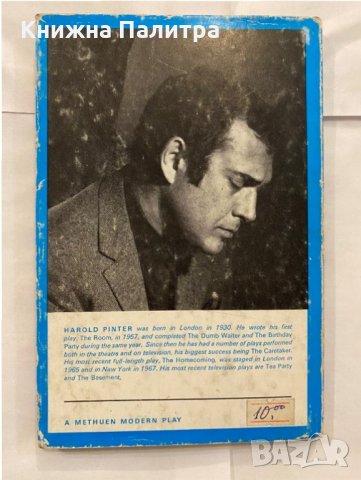 Книжна Палитра
HAROLD PINTER was born in London in 1930. He wrote his first
play, The Room, in 1957, and completed The Dumb Waiter and The Birthday
Party during the same year. Since then he has had a number of plays performed
both in the theatre and on television, his biggest success being The Caretaker.
His most recent full-length play, The Homecoming, was staged in London in
1965 and in New York in 1967. His most recent television plays are Tea Party
and The Basement.
A METHUEN MODERN PLAY
10,00
BAZAR